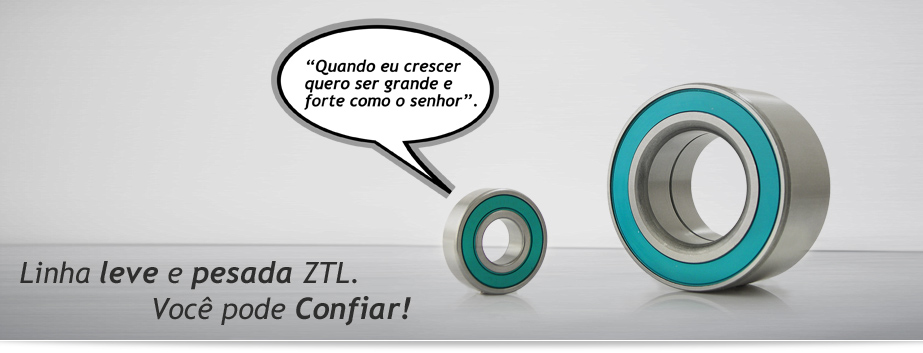 “Quando eu crescer
quero ser grande e
forte como o senhor”.
Linha leve e pesada ZTL.
Você pode Confiar!